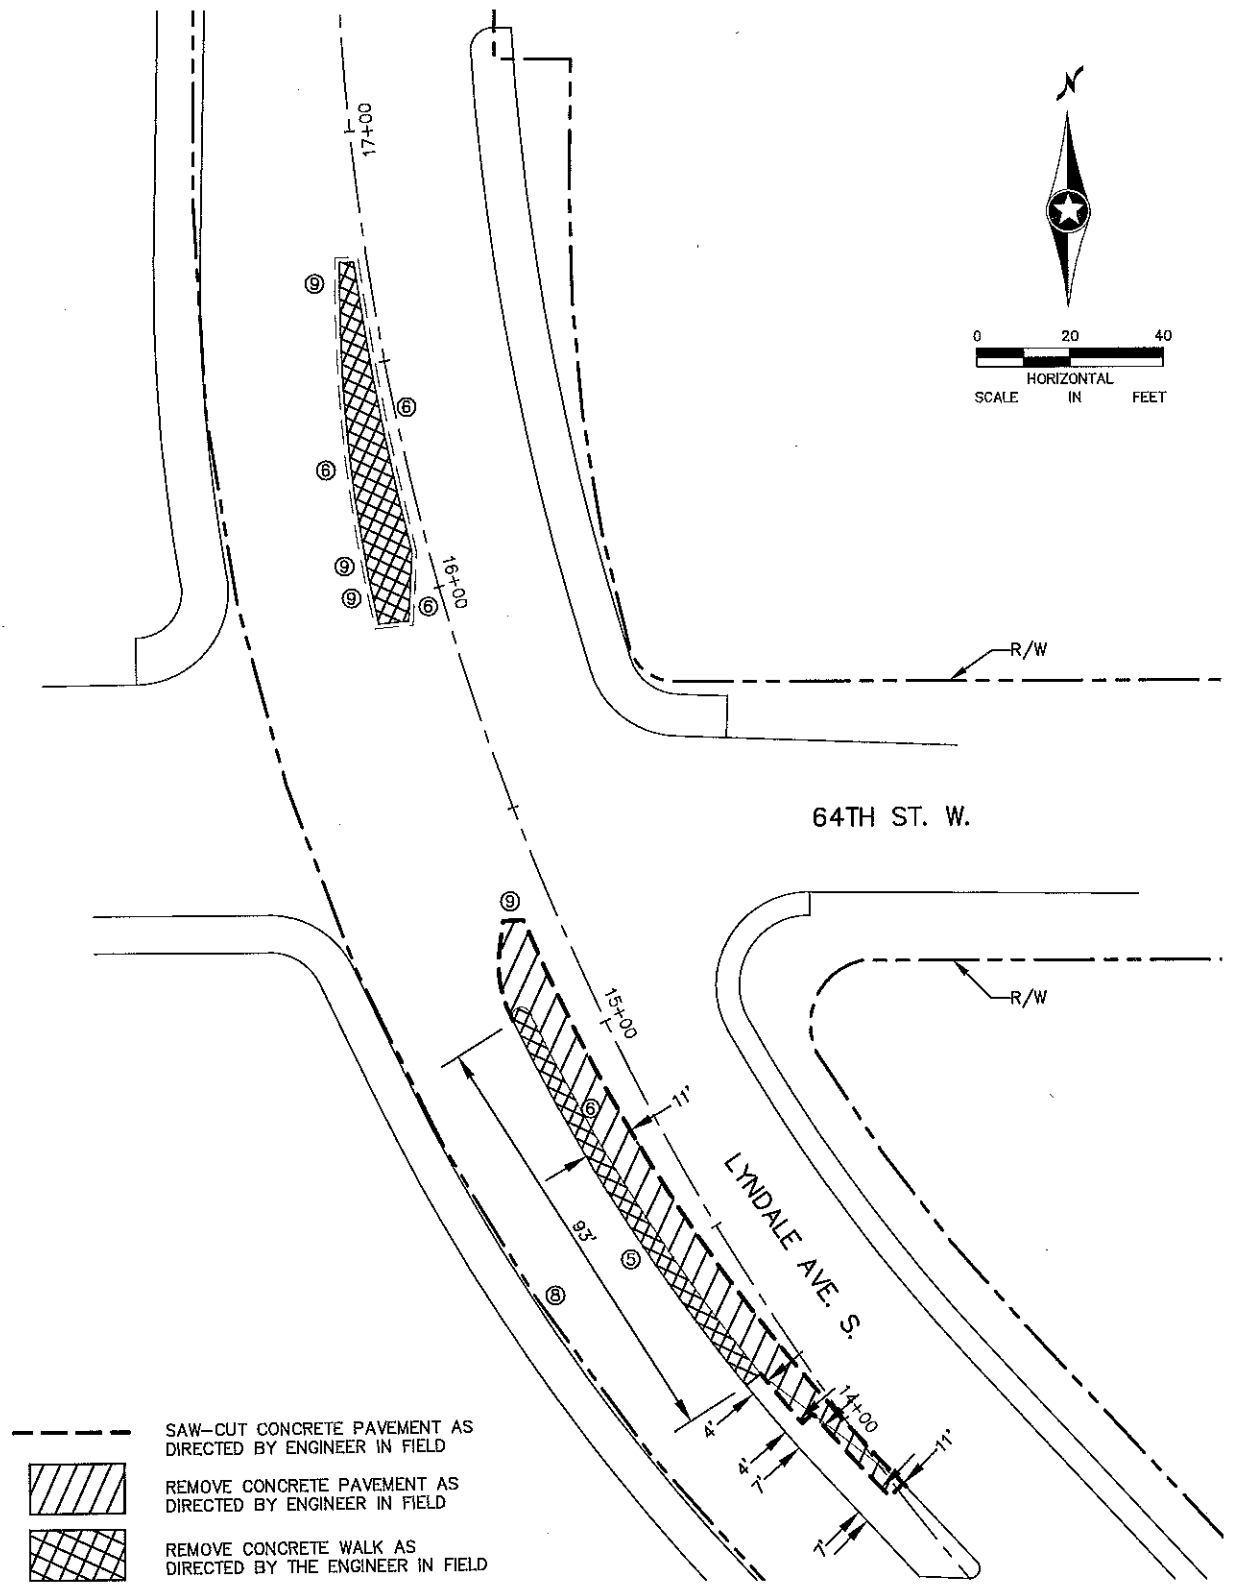 N
17+00
0 20 40
HORIZONTAL
SCALE IN FEET
9
6
6
9
9
6
16+00
R/W
64TH ST. W.
9
15+00
R/W
11'
6
LYNDALE AVE. S.
93'
5
8
14+00
11'
4'
4'
7'
7'
SAW-CUT CONCRETE PAVEMENT AS
DIRECTED BY ENGINEER IN FIELD
REMOVE CONCRETE PAVEMENT AS
DIRECTED BY ENGINEER IN FIELD
REMOVE CONCRETE WALK AS
DIRECTED BY THE ENGINEER IN FIELD